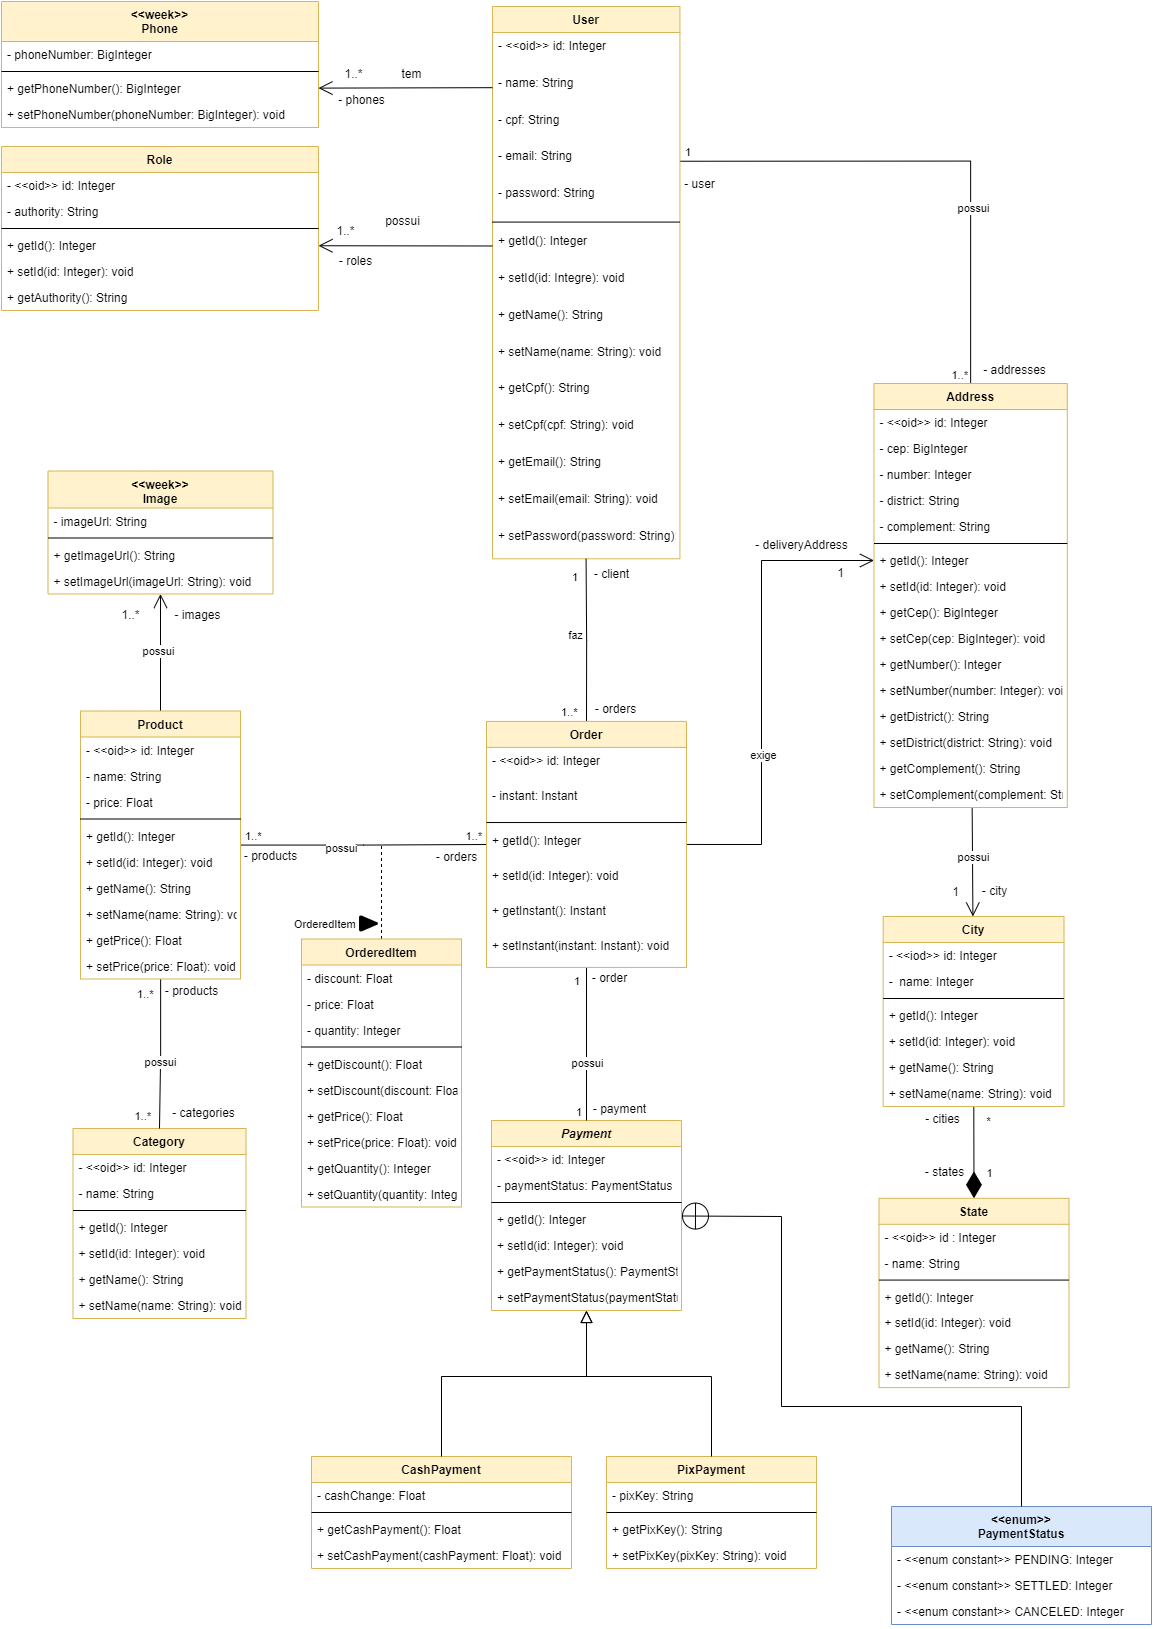 <<week>>
Phone
- phoneNumber: BigInteger
+ getPhoneNumber(): BigInteger
+ setPhoneNumber(phoneNumber: BigInteger): void
1..*
tem
- phones
Role
- <<oid>> id: Integer
- authority: String
+ getId(): Integer
+ setId(id: Integer): void
+ getAuthority(): String
possui
1..*
- roles
User
- <<oid>> id: Integer
- name: String
- cpf: String
- email: String
- password: String
+ getId(): Integer
+ setId(id: Integre): void
+ getName(): String
+ setName(name: String): void
+ getCpf(): String
+ setCpf(cpf: String): void
+ getEmail(): String
+ setEmail(email: String): void
+ setPassword(password: String)
1
- user
possui
1..*
- addresses
Address
- <<oid>> id: Integer
- cep: BigInteger
- number: Integer
- district: String
- complement: String
+ getId(): Integer
+ setId(id: Integer): void
+ getCep(): BigInteger
+ setCep(cep: BigInteger): void
+ getNumber(): Integer
+ setNumber(number: Integer): voi
+ getDistrict(): String
+ setDistrict(district: String): void
+ getComplement(): String
+ setComplement(complement: St
<<week>>
Image
- imageUrl: String
+ getImageUrl(): String
+ setImageUrl(imageUrl: String): void
1..*
- images
possui
1
- client
faz
1..*
- orders
- deliveryAddress
1
exige
Product
- <<oid>> id: Integer
- name: String
- price: Float
+ getId(): Integer
+ setId(id: Integer): void
+ getName(): String
+ setName(name: String): vo
+ getPrice(): Float
+ setPrice(price: Float): void
1..*
- products
possui
1..*
- orders
Order
- <<oid>> id: Integer
- instant: Instant
+ getId(): Integer
+ setId(id: Integer): void
+ getInstant(): Instant
+ setInstant(instant: Instant): void
OrderedItem
OrderedItem
- discount: Float
- price: Float
- quantity: Integer
+ getDiscount(): Float
+ setDiscount(discount: Floa
+ getPrice(): Float
+ setPrice(price: Float): void
+ getQuantity(): Integer
+ setQuantity(quantity: Integ
possui
1
- city
City
- <<iod>> id: Integer
-  name: Integer
+ getId(): Integer
+ setId(id: Integer): void
+ getName(): String
+ setName(name: String): void
- cities
*
- states
1
State
- <<oid>> id : Integer
- name: String
+ getId(): Integer
+ setId(id: Integer): void
+ getName(): String
+ setName(name: String): void
1..*
- products
possui
1..*
- categories
Category
- <<oid>> id: Integer
- name: String
+ getId(): Integer
+ setId(id: Integer): void
+ getName(): String
+ setName(name: String): void
1
- order
possui
1
- payment
Payment
- <<oid>> id: Integer
- paymentStatus: PaymentStatus
+ getId(): Integer
+ setId(id: Integer): void
+ getPaymentStatus(): PaymentSt
+ setPaymentStatus(paymentStatu
CashPayment
- cashChange: Float
+ getCashPayment(): Float
+ setCashPayment(cashPayment: Float): void
PixPayment
- pixKey: String
+ getPixKey(): String
+ setPixKey(pixKey: String): void
<<enum>>
PaymentStatus
- <<enum constant>> PENDING: Integer
- <<enum constant>> SETTLED: Integer
- <<enum constant>> CANCELED: Integer